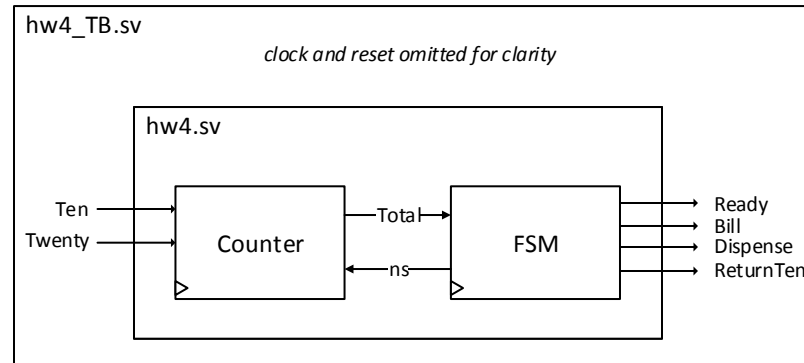 hw4_TB.sv
clock and reset omitted for clarity
hw4.sv
Ten
Twenty
Counter
Total
ns
FSM
Ready
Bill
Dispense
ReturnTen